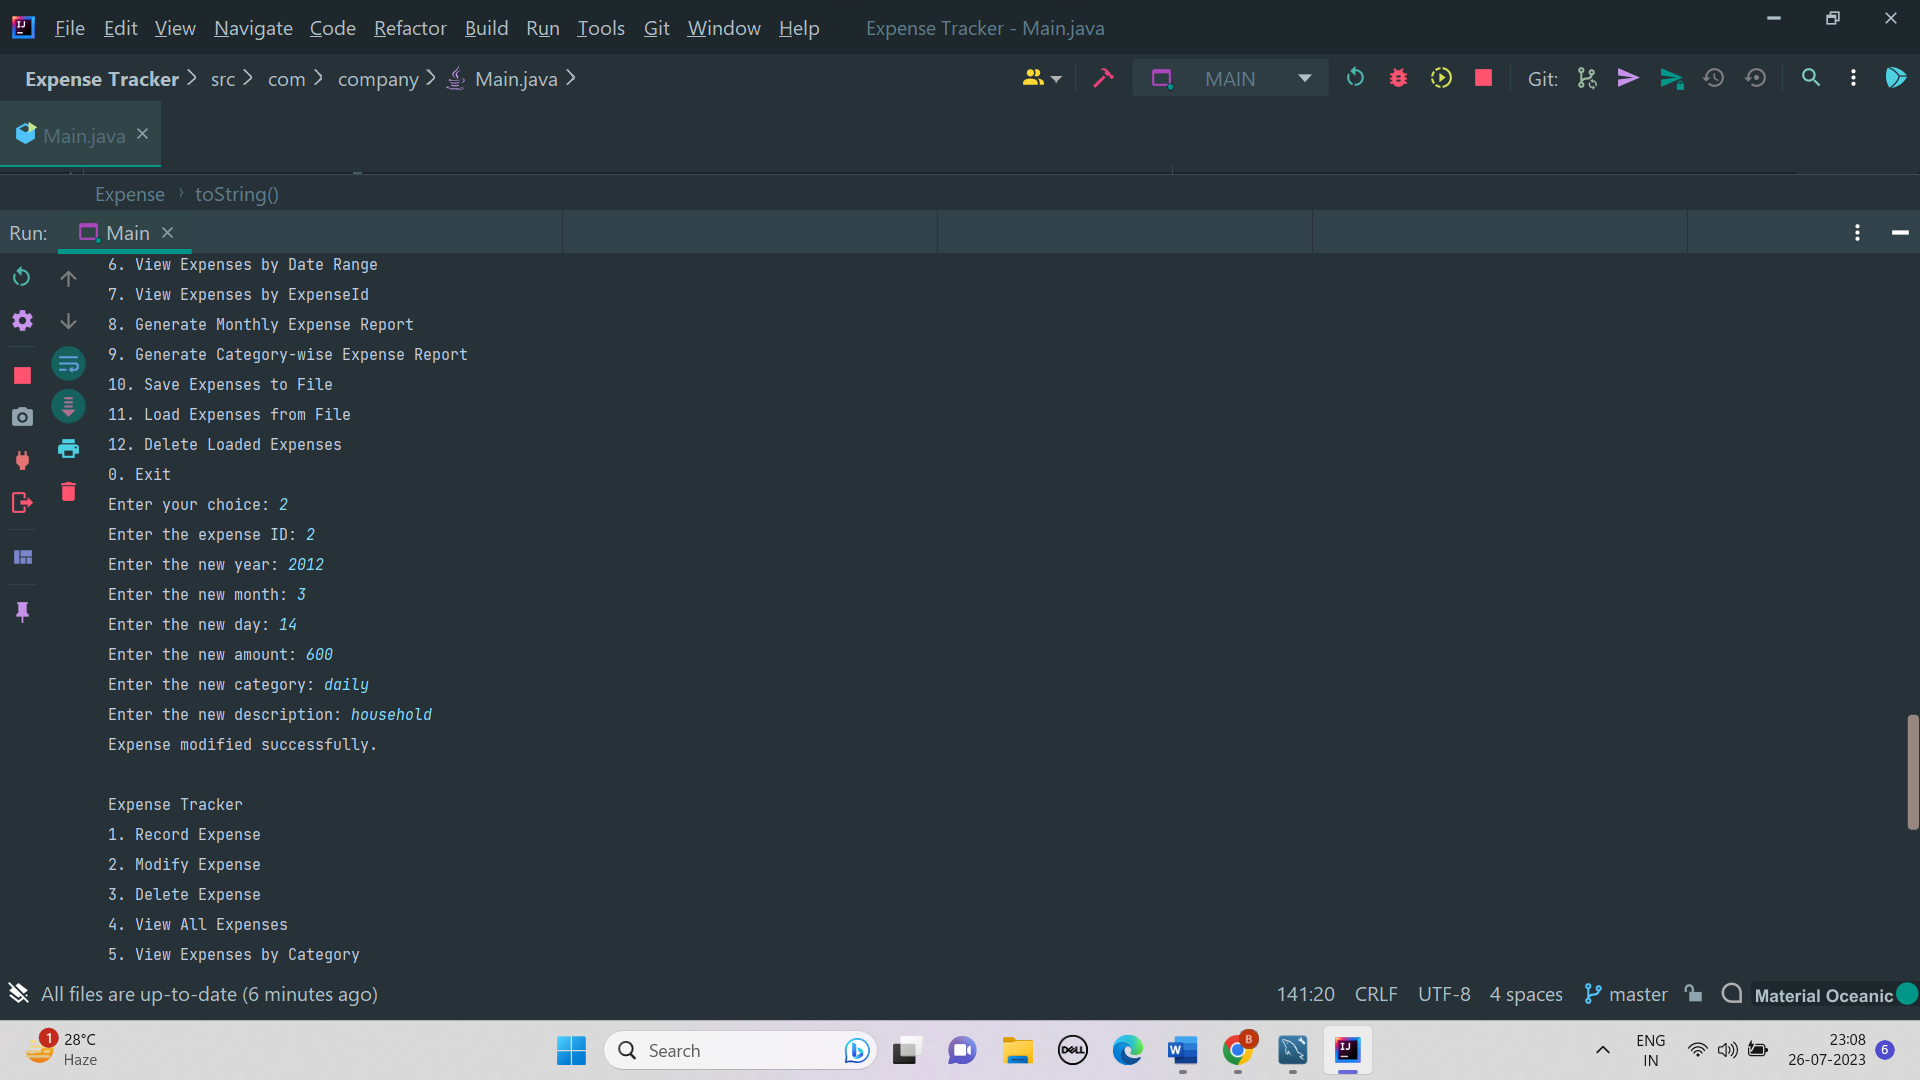 File Edit View Navigate Code Refactor Build Run Tools Git Window Help Expense Tracker - Main.java
Expense Tracker src com company Main.java MAIN Git:
Main.java
Expense toString()
Run: Main
6. View Expenses by Date Range
7. View Expenses by ExpenseId
8. Generate Monthly Expense Report
9. Generate Category-wise Expense Report
10. Save Expenses to File
11. Load Expenses from File
12. Delete Loaded Expenses
0. Exit
Enter your choice: 2
Enter the expense ID: 2
Enter the new year: 2012
Enter the new month: 3
Enter the new day: 14
Enter the new amount: 600
Enter the new category: daily
Enter the new description: household
Expense modified successfully.
Expense Tracker
1. Record Expense
2. Modify Expense
3. Delete Expense
4. View All Expenses
5. View Expenses by Category
All files are up-to-date (6 minutes ago) 141:20 CRLF UTF-8 4 spaces master Material Oceanic
1 28°C Search DELL W B IJ ENG 23:08
Haze IN 26-07-2023 6